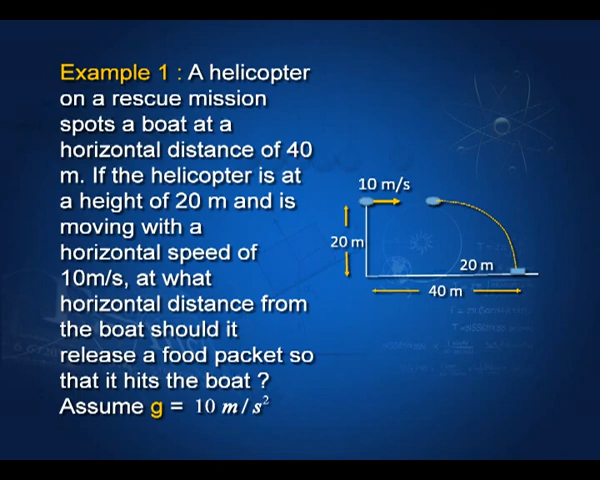 Example 1 : A helicopter
on a rescue mission
spots a boat at a
horizontal distance of 40
m. If the helicopter is at
a height of 20 m and is
moving with a
horizontal speed of
10m/s, at what
horizontal distance from
the boat should it
release a food packet so
that it hits the boat ?
Assume g = 10 m/s²
10 m/s
20 m
20 m
40 m